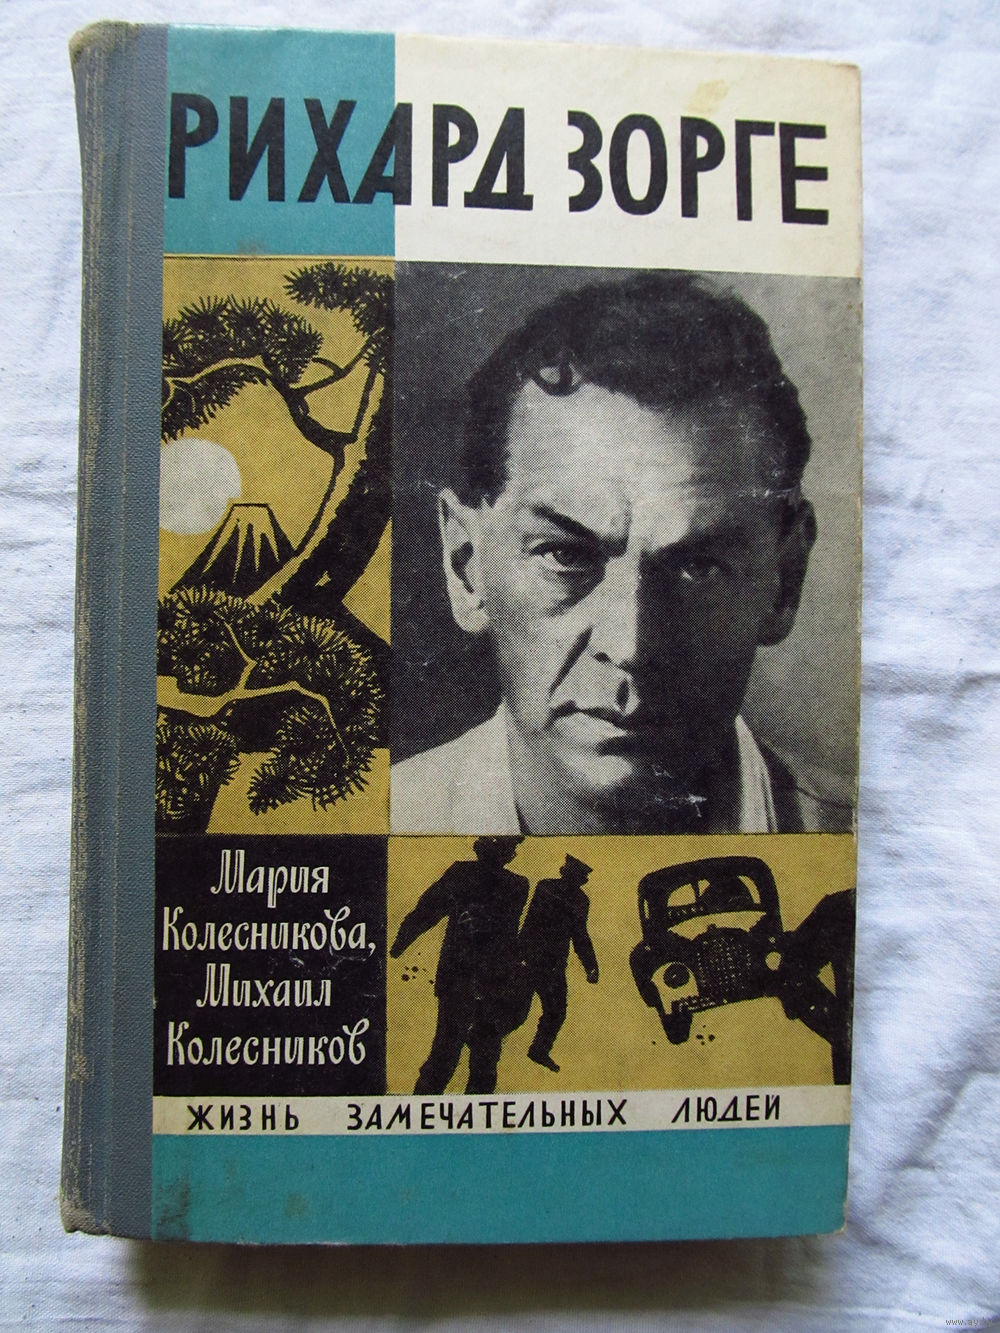 РИХАРД ЗОРГЕ
Мария
Колесникова,
Михаил
Колесников
ЖИЗНЬ ЗАМЕЧАТЕЛЬНЫХ ЛЮДЕЙ